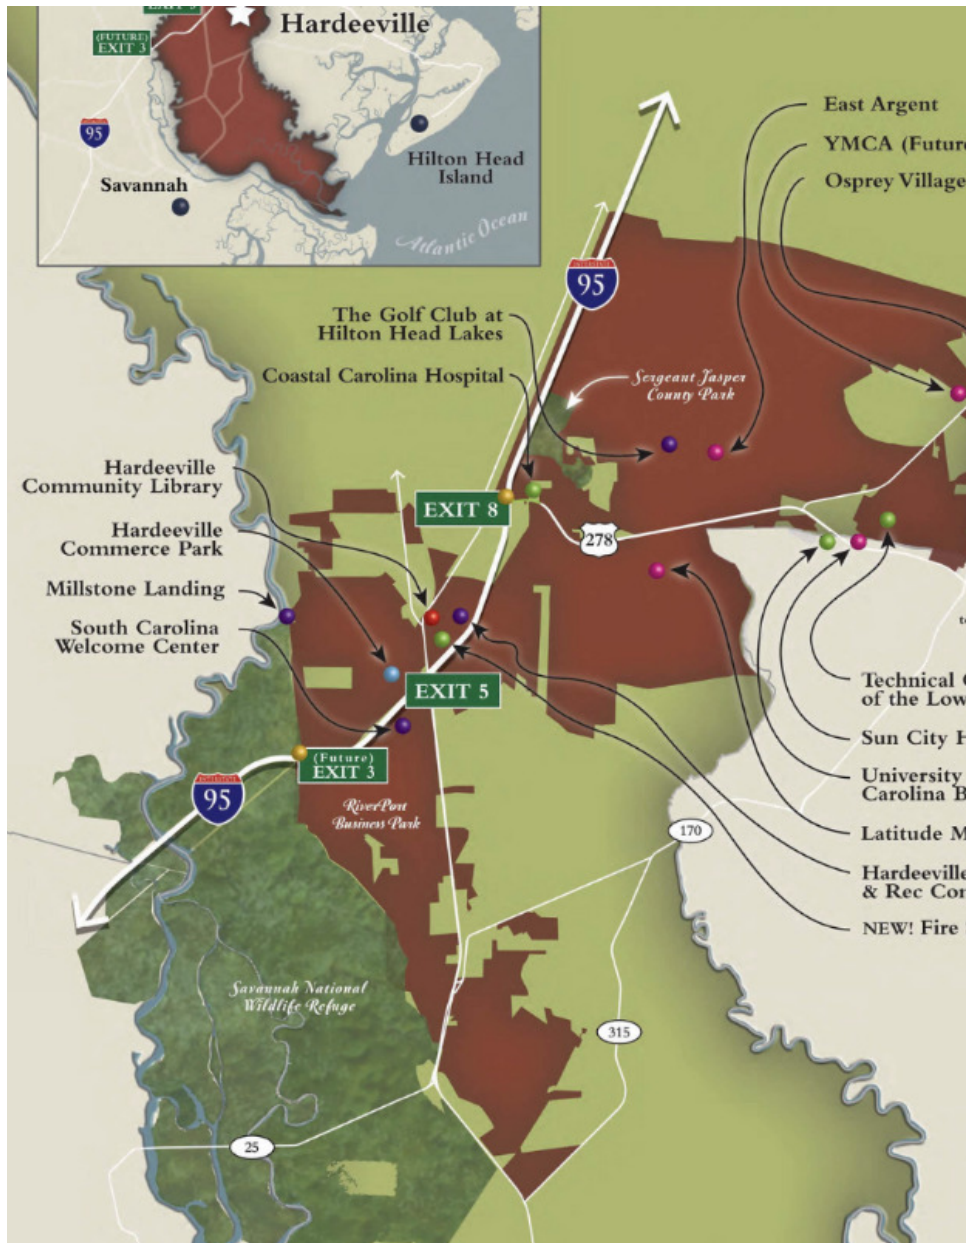 EXIT 3
(FUTURE)
EXIT 3
Hardeeville
95
Hilton Head
Island
Savannah
Atlantic Ocean
East Argent
YMCA (Future
Osprey Village
95
The Golf Club at
Hilton Head Lakes
Coastal Carolina Hospital
Sergeant Jasper
County Park
Hardeeville
Community Library
EXIT 8
Hardeeville
Commerce Park
278
Millstone Landing
South Carolina
Welcome Center
EXIT 5
Technical
of the Low
Sun City H
(Future)
EXIT 3
95
University
Carolina B
RiverPort
Business Park
170
Latitude M
Hardeeville
& Rec Con
NEW! Fire
Savannah National
Wildlife Refuge
315
25